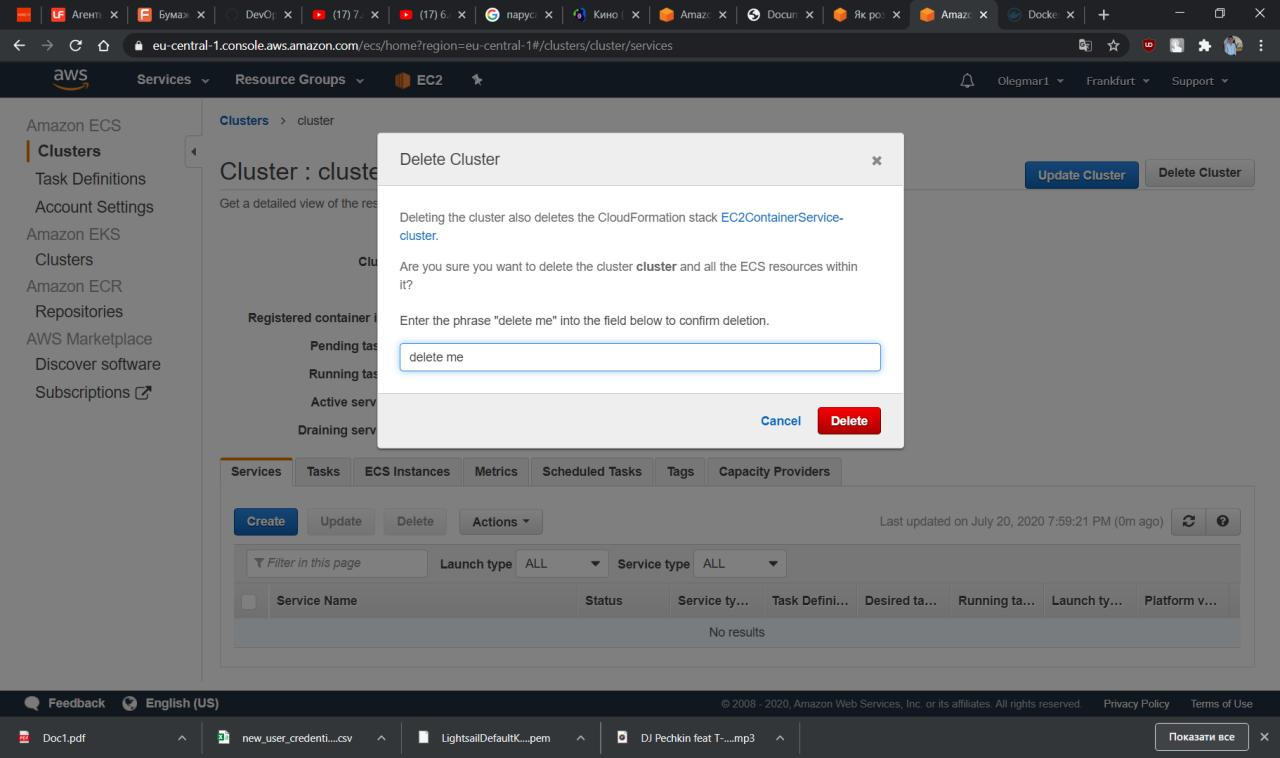 Агенть
Бумаж
DevOp
(17) 7.
(17) 6.
паруса
Кино (
Amazo
Docum
Як роз
Amazo
Docke
eu-central-1.console.aws.amazon.com/ecs/home?region=eu-central-1#/clusters/cluster/services
aws
Services
Resource Groups
EC2
Olegmar1
Frankfurt
Support
Amazon ECS
Clusters
Task Definitions
Account Settings
Amazon EKS
Clusters
Amazon ECR
Repositories
AWS Marketplace
Discover software
Subscriptions
Clusters > cluster
Cluster : cluste
Update Cluster
Delete Cluster
Get a detailed view of the res
Clu
Registered container i
Pending tas
Running tas
Active serv
Draining serv
Delete Cluster
Deleting the cluster also deletes the CloudFormation stack EC2ContainerService-
cluster.
Are you sure you want to delete the cluster cluster and all the ECS resources within
it?
Enter the phrase "delete me" into the field below to confirm deletion.
delete me
Cancel
Delete
Services
Tasks
ECS Instances
Metrics
Scheduled Tasks
Tags
Capacity Providers
Create
Update
Delete
Actions
Last updated on July 20, 2020 7:59:21 PM (0m ago)
Filter in this page
Launch type
ALL
Service type
ALL
Service Name
Status
Service ty...
Task Defini...
Desired ta...
Running ta...
Launch ty...
Platform v...
No results
Feedback
English (US)
© 2008 - 2020, Amazon Web Services, Inc. or its affiliates. All rights reserved.
Privacy Policy
Terms of Use
Doc1.pdf
new_user_credenti....csv
LightsailDefaultK....pem
DJ Pechkin feat T-....mp3
Показати все